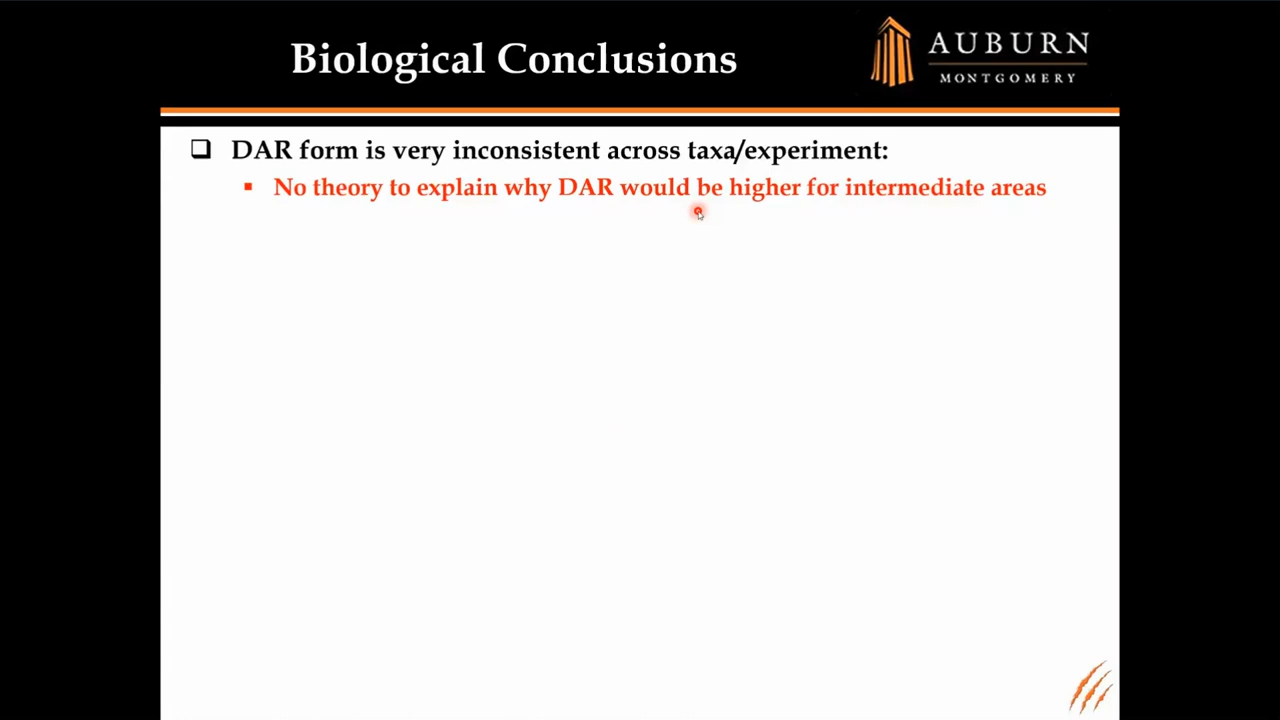 Biological Conclusions
AUBURN
MONTGOMERY
DAR form is very inconsistent across taxa/experiment:
No theory to explain why DAR would be higher for intermediate areas